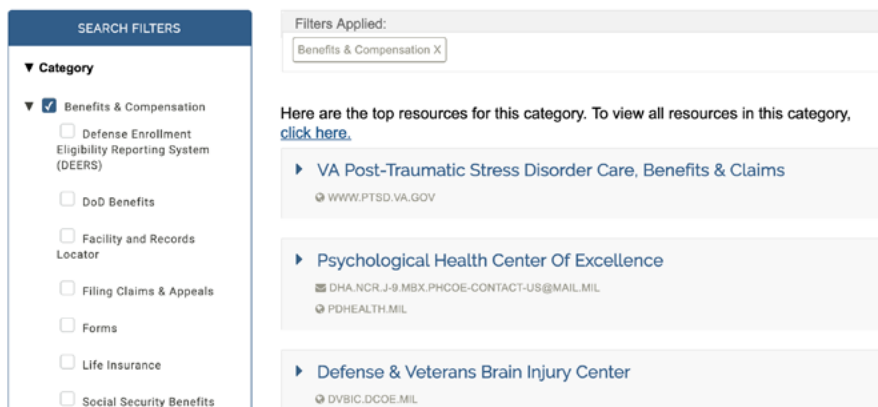 SEARCH FILTERS
▼ Category
▼ Benefits & Compensation
Defense Enrollment
Eligibility Reporting System
(DEERS)
DoD Benefits
Facility and Records
Locator
Filing Claims & Appeals
Forms
Life Insurance
Social Security Benefits
Filters Applied:
Benefits & Compensation X
Here are the top resources for this category. To view all resources in this category,
click here.
VA Post-Traumatic Stress Disorder Care, Benefits & Claims
WWW.PTSD.VA.GOV
Psychological Health Center Of Excellence
DHA.NCR.J-9.MBX.PHCOE-CONTACT-US@MAIL.MIL
PDHEALTH.MIL
Defense & Veterans Brain Injury Center
DVBIC.DCOE.MIL